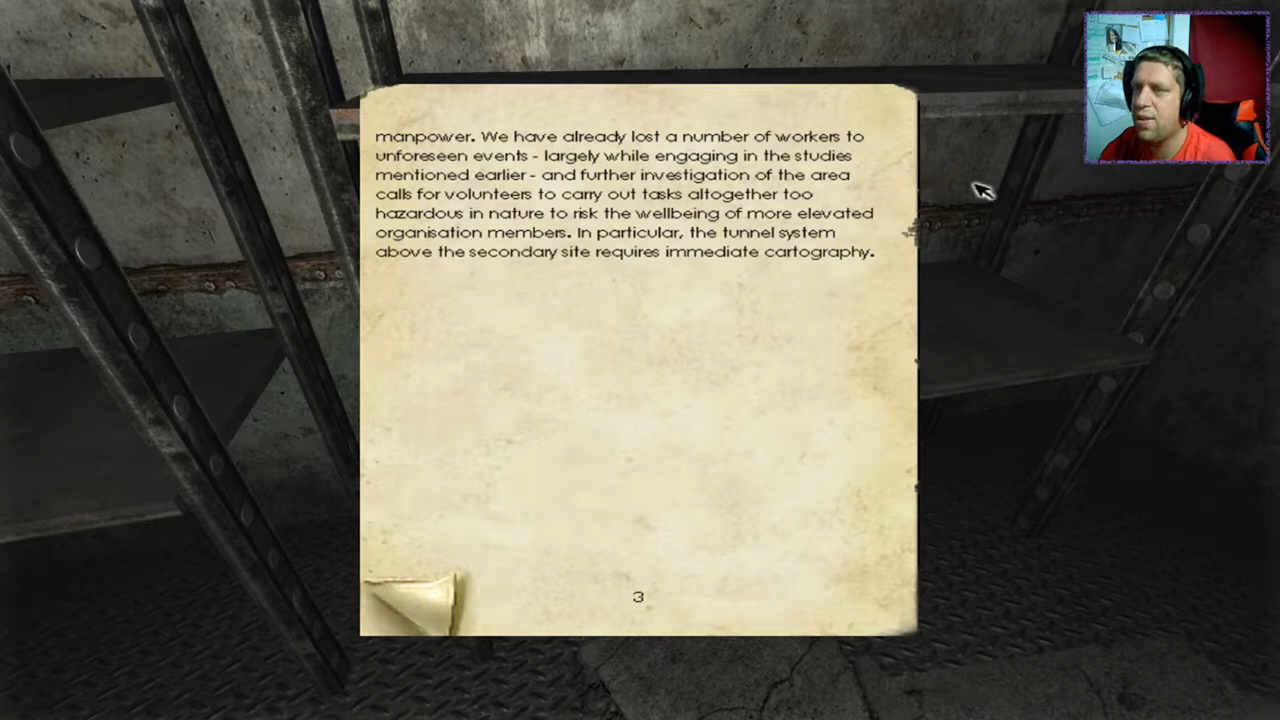 manpower. We have already lost a number of workers to
unforeseen events - largely while engaging in the studies
mentioned earlier - and further investigation of the area
calls for volunteers to carry out tasks altogether too
hazardous in nature to risk the wellbeing of more elevated
organisation members. In particular, the tunnel system
above the secondary site requires immediate cartography.
3